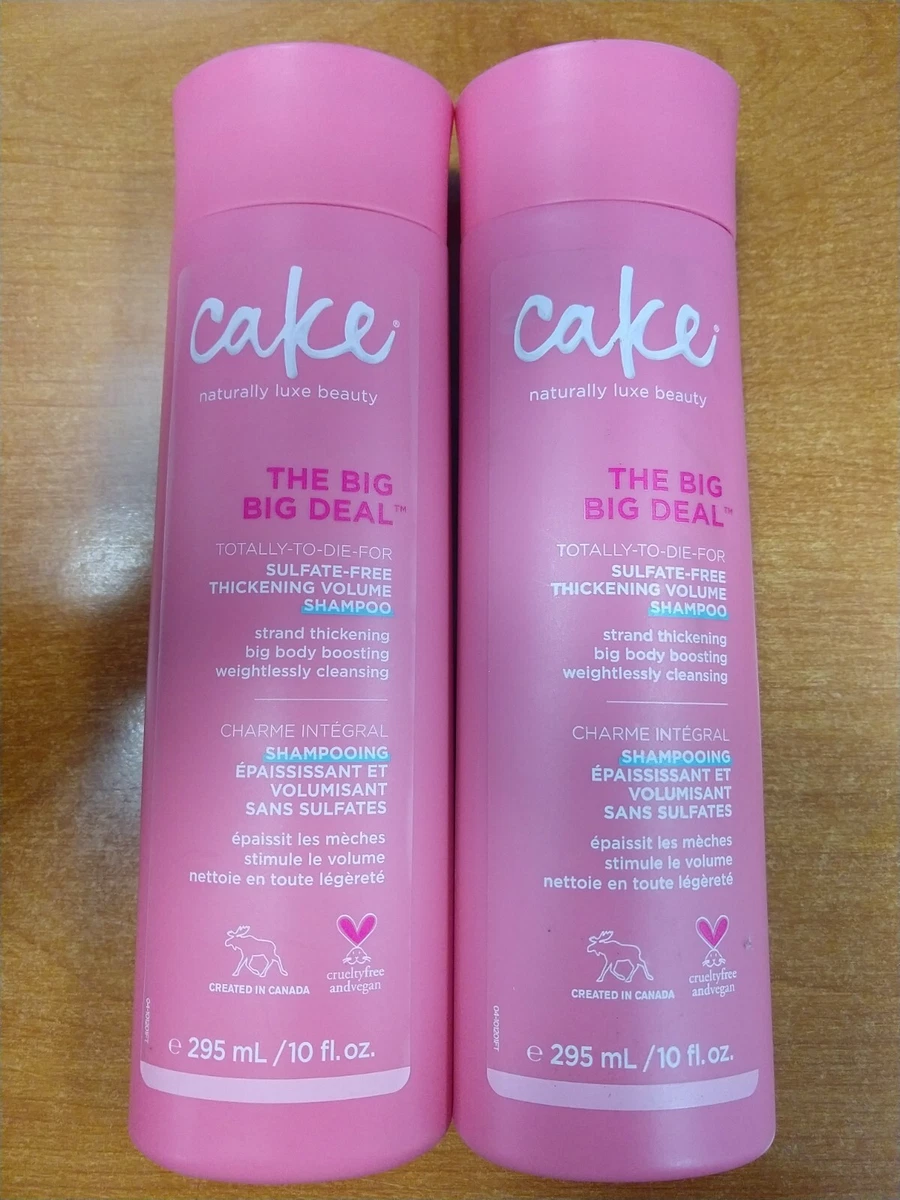 cake®
naturally luxe beauty
THE BIG
BIG DEAL™
TOTALLY-TO-DIE-FOR
SULFATE-FREE
THICKENING VOLUME
SHAMPOO
strand thickening
big body boosting
weightlessly cleansing
CHARME INTÉGRAL
SHAMPOOING
ÉPAISSISSANT ET
VOLUMISANT
SANS SULFATES
épaissit les mèches
stimule le volume
nettoie en toute légèreté
CREATED IN CANADA
crueltyfree
andvegan
℮ 295 mL / 10 fl. oz.
cake®
naturally luxe beauty
THE BIG
BIG DEAL™
TOTALLY-TO-DIE-FOR
SULFATE-FREE
THICKENING VOLUME
SHAMPOO
strand thickening
big body boosting
weightlessly cleansing
CHARME INTÉGRAL
SHAMPOOING
ÉPAISSISSANT ET
VOLUMISANT
SANS SULFATES
épaissit les mèches
stimule le volume
nettoie en toute légèreté
CREATED IN CANADA
crueltyfree
andvegan
℮ 295 mL / 10 fl. oz.